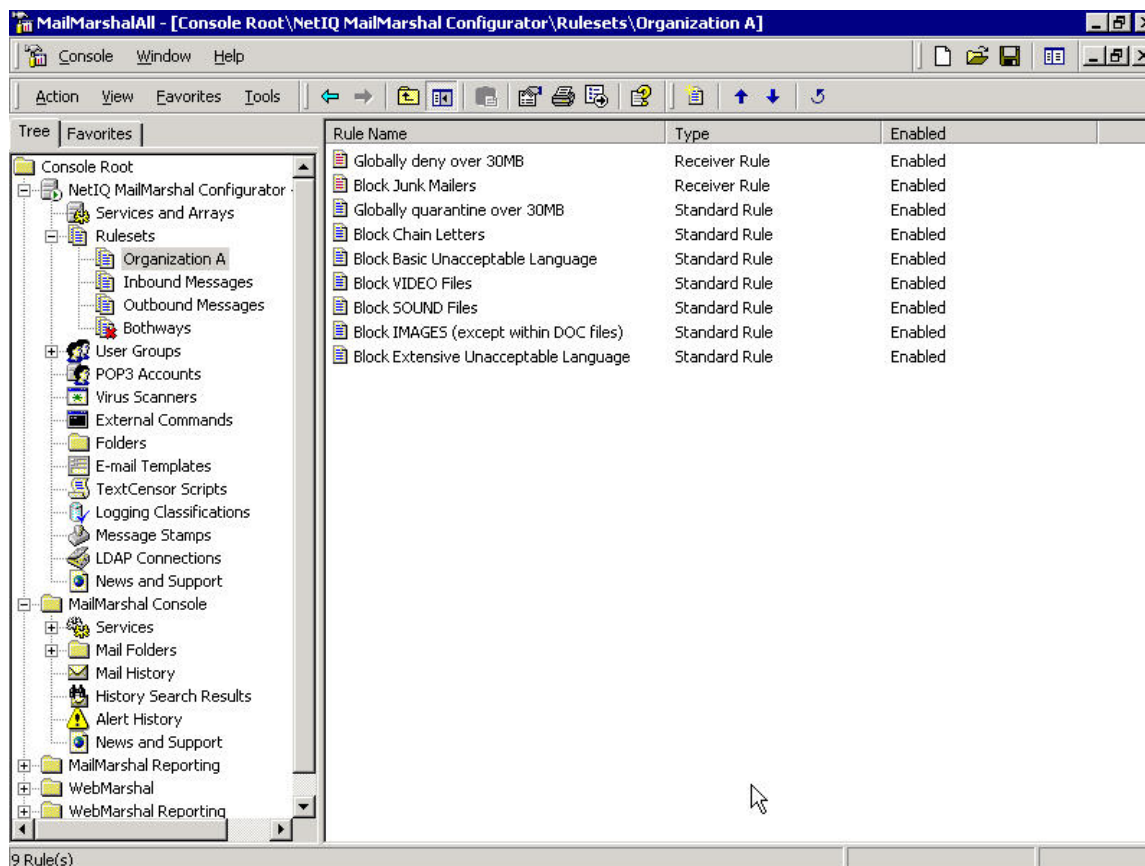 MailMarshalAll - [Console Root\NetIQ MailMarshal Configurator\Rulesets\Organization A]
Console Window Help
Action View Favorites Tools
Tree Favorites
Console Root
NetIQ MailMarshal Configurator -
Services and Arrays
Rulesets
Organization A
Inbound Messages
Outbound Messages
Bothways
User Groups
POP3 Accounts
Virus Scanners
External Commands
Folders
E-mail Templates
TextCensor Scripts
Logging Classifications
Message Stamps
LDAP Connections
News and Support
MailMarshal Console
Services
Mail Folders
Mail History
History Search Results
Alert History
News and Support
MailMarshal Reporting
WebMarshal
WebMarshal Reporting
Rule Name Type Enabled
Globally deny over 30MB Receiver Rule Enabled
Block Junk Mailers Receiver Rule Enabled
Globally quarantine over 30MB Standard Rule Enabled
Block Chain Letters Standard Rule Enabled
Block Basic Unacceptable Language Standard Rule Enabled
Block VIDEO Files Standard Rule Enabled
Block SOUND Files Standard Rule Enabled
Block IMAGES (except within DOC files) Standard Rule Enabled
Block Extensive Unacceptable Language Standard Rule Enabled
9 Rule(s)